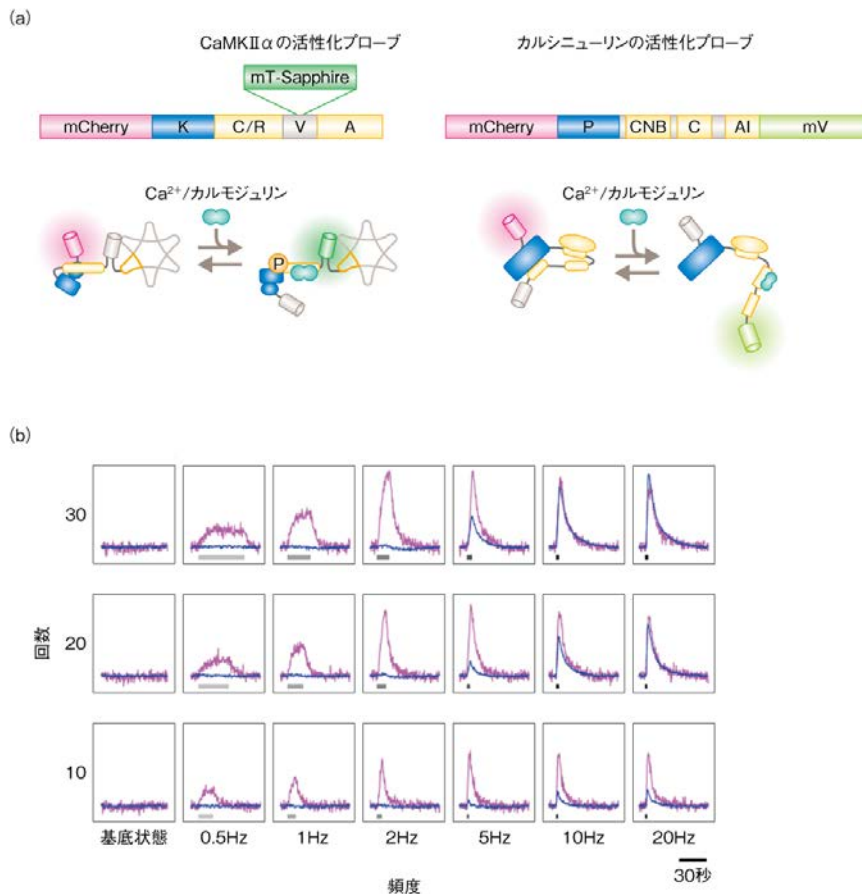 (a)
CaMKⅡαの活性化プローブ
カルシニューリンの活性化プローブ
mT-Sapphire
mCherry K C/R V A
mCherry P CNB C AI mV
Ca²⁺/カルモジュリン
Ca²⁺/カルモジュリン
P
(b)
回数
30
20
10
基底状態 0.5Hz 1Hz 2Hz 5Hz 10Hz 20Hz
30秒
頻度